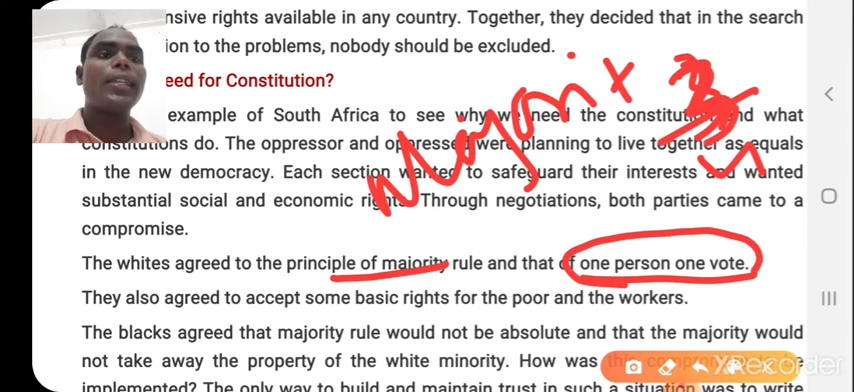 ensive rights available in any country. Together, they decided that in the search
ion to the problems, nobody should be excluded.
eed for Constitution?
example of South Africa to see why we need the constitution and what
constitutions do. The oppressor and oppressed were planning to live together as equals
in the new democracy. Each section wanted to safeguard their interests and wanted
substantial social and economic rights. Through negotiations, both parties came to a
compromise.
The whites agreed to the principle of majority rule and that of one person one vote.
They also agreed to accept some basic rights for the poor and the workers.
The blacks agreed that majority rule would not be absolute and that the majority would
not take away the property of the white minority. How was this compromise to be
implemented? The only way to build and maintain trust in such a situation was to write
XRecorder